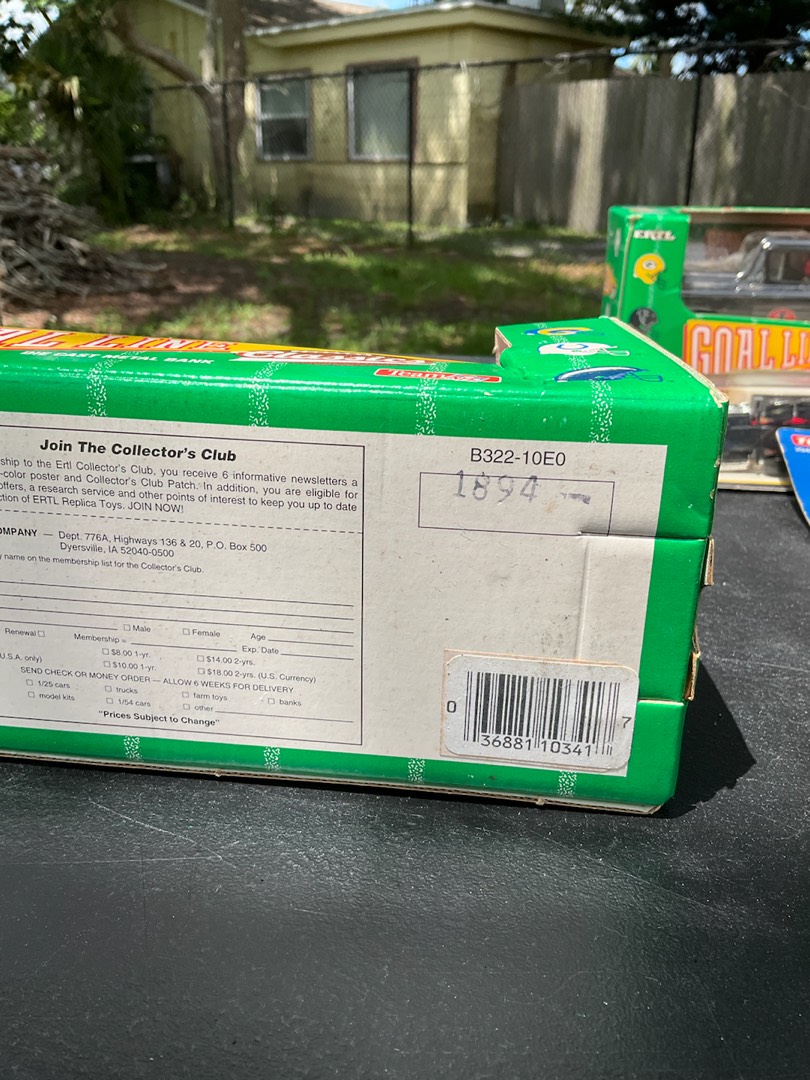 ERTL
GOAL LI
AL LINE
DIE CAST METAL BANK
Classics
Join The Collector's Club
ship to the Ertl Collector's Club, you receive 6 informative newsletters a
-color poster and Collector's Club Patch. In addition, you are eligible for
offers, a research service and other points of interest to keep you up to date
ction of ERTL Replica Toys. JOIN NOW!
OMPANY — Dept. 776A, Highways 136 & 20, P.O. Box 500
Dyersville, IA 52040-0500
y name on the membership list for the Collector's Club.
☐ Male ☐ Female Age
Renewal ☐ Membership # Exp. Date
U.S.A. only) ☐ $8.00 1-yr. ☐ $14.00 2-yrs.
☐ $10.00 1-yr. ☐ $18.00 2-yrs. (U.S. Currency)
SEND CHECK OR MONEY ORDER — ALLOW 6 WEEKS FOR DELIVERY
☐ 1/25 cars ☐ trucks ☐ farm toys ☐ banks
☐ model kits ☐ 1/54 cars ☐ other
"Prices Subject to Change"
B322-10E0
1894
0 36881 10341 7